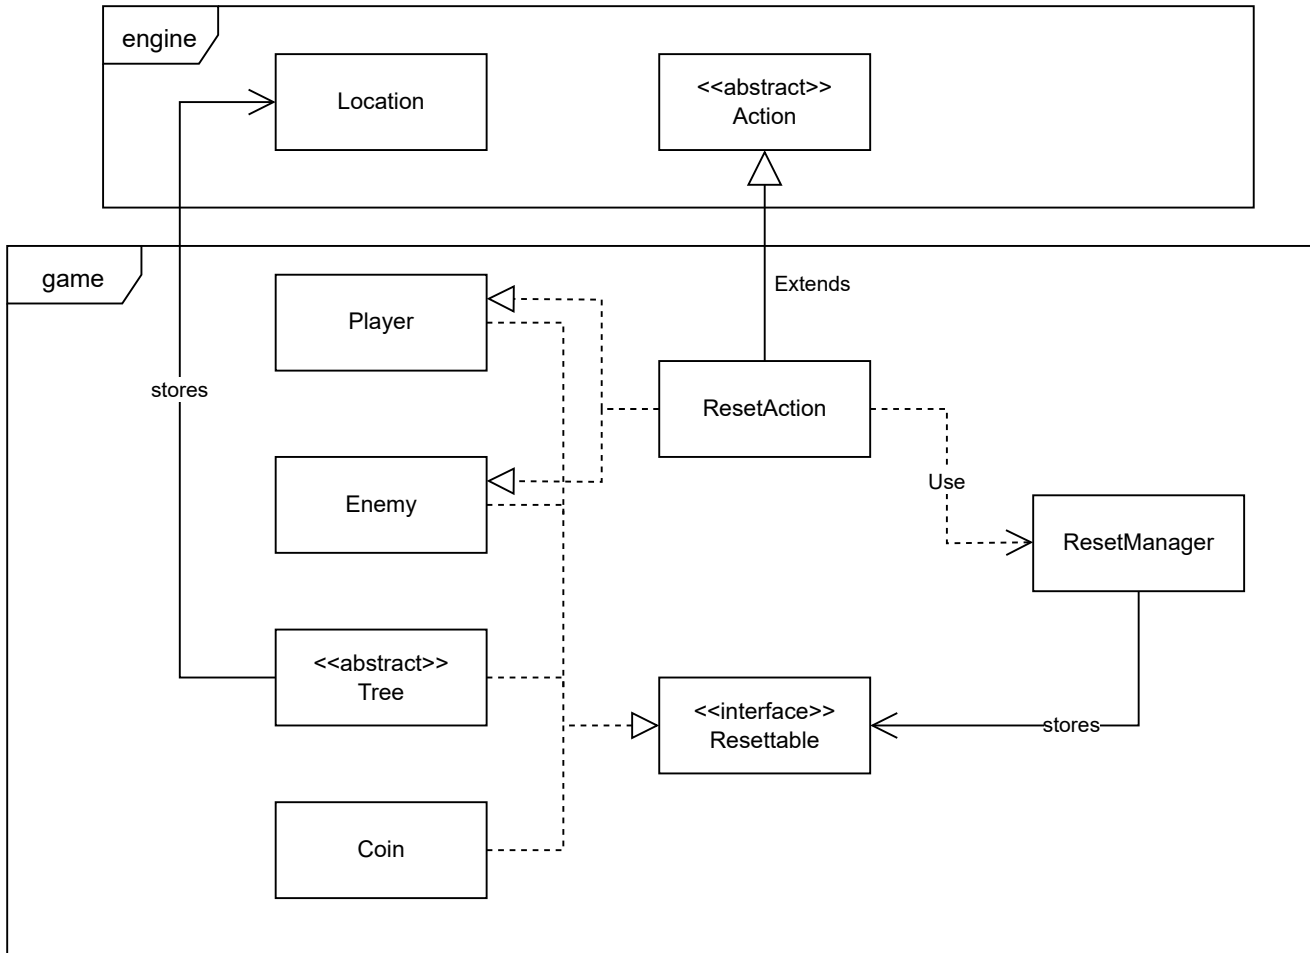 engine
Location
<<abstract>>
Action
game
Extends
Player
stores
ResetAction
Use
Enemy
ResetManager
<<abstract>>
Tree
<<interface>>
Resettable
stores
Coin